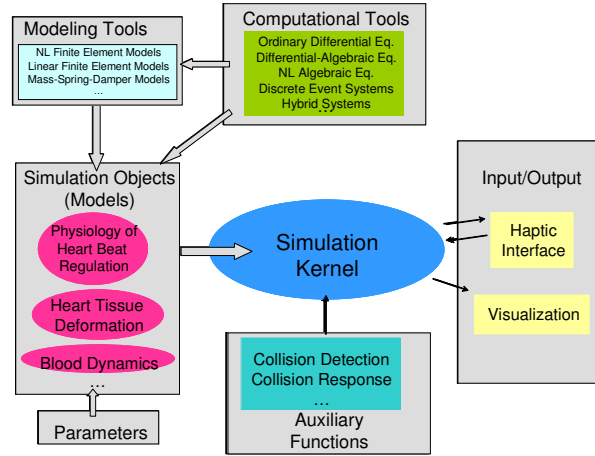 Modeling Tools
NL Finite Element Models
Linear Finite Element Models
Mass-Spring-Damper Models
...
Computational Tools
Ordinary Differential Eq.
Differential-Algebraic Eq.
NL Algebraic Eq.
Discrete Event Systems
Hybrid Systems
...
Simulation Objects
(Models)
Physiology of
Heart Beat
Regulation
Heart Tissue
Deformation
Blood Dynamics
...
Parameters
Simulation
Kernel
Collision Detection
Collision Response
...
Auxiliary
Functions
Input/Output
Haptic
Interface
Visualization